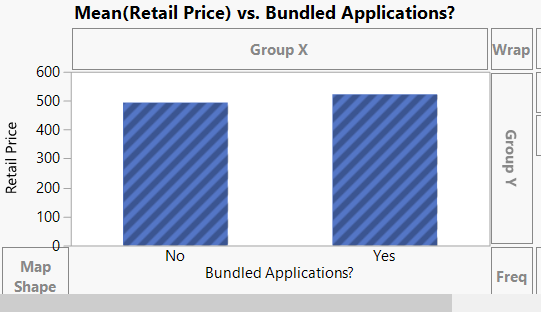 Mean(Retail Price) vs. Bundled Applications?
Group X
Wrap
600
500
400
300
200
100
0
Retail Price
Group Y
No
Yes
Bundled Applications?
Map
Shape
Freq